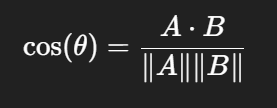 cos(θ) = A · B / ‖A‖‖B‖